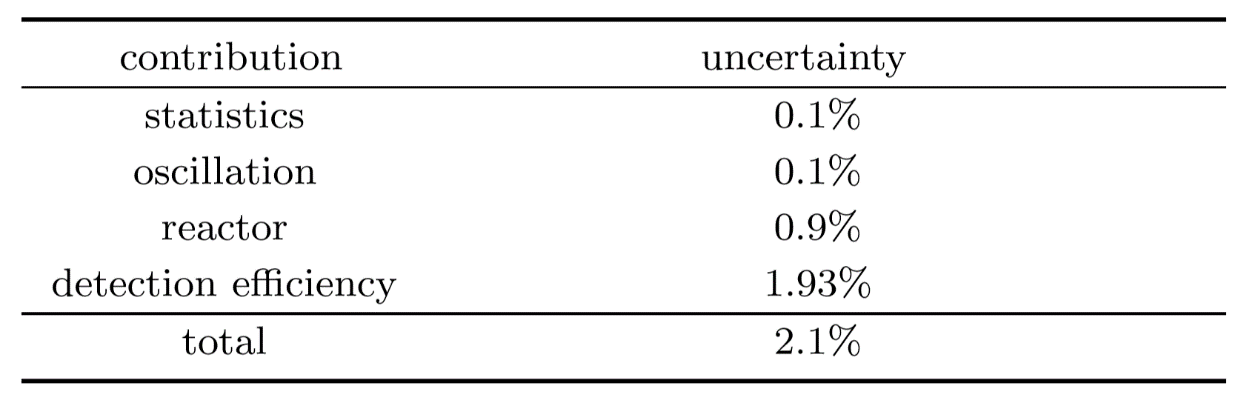 contribution uncertainty
statistics 0.1%
oscillation 0.1%
reactor 0.9%
detection efficiency 1.93%
total 2.1%